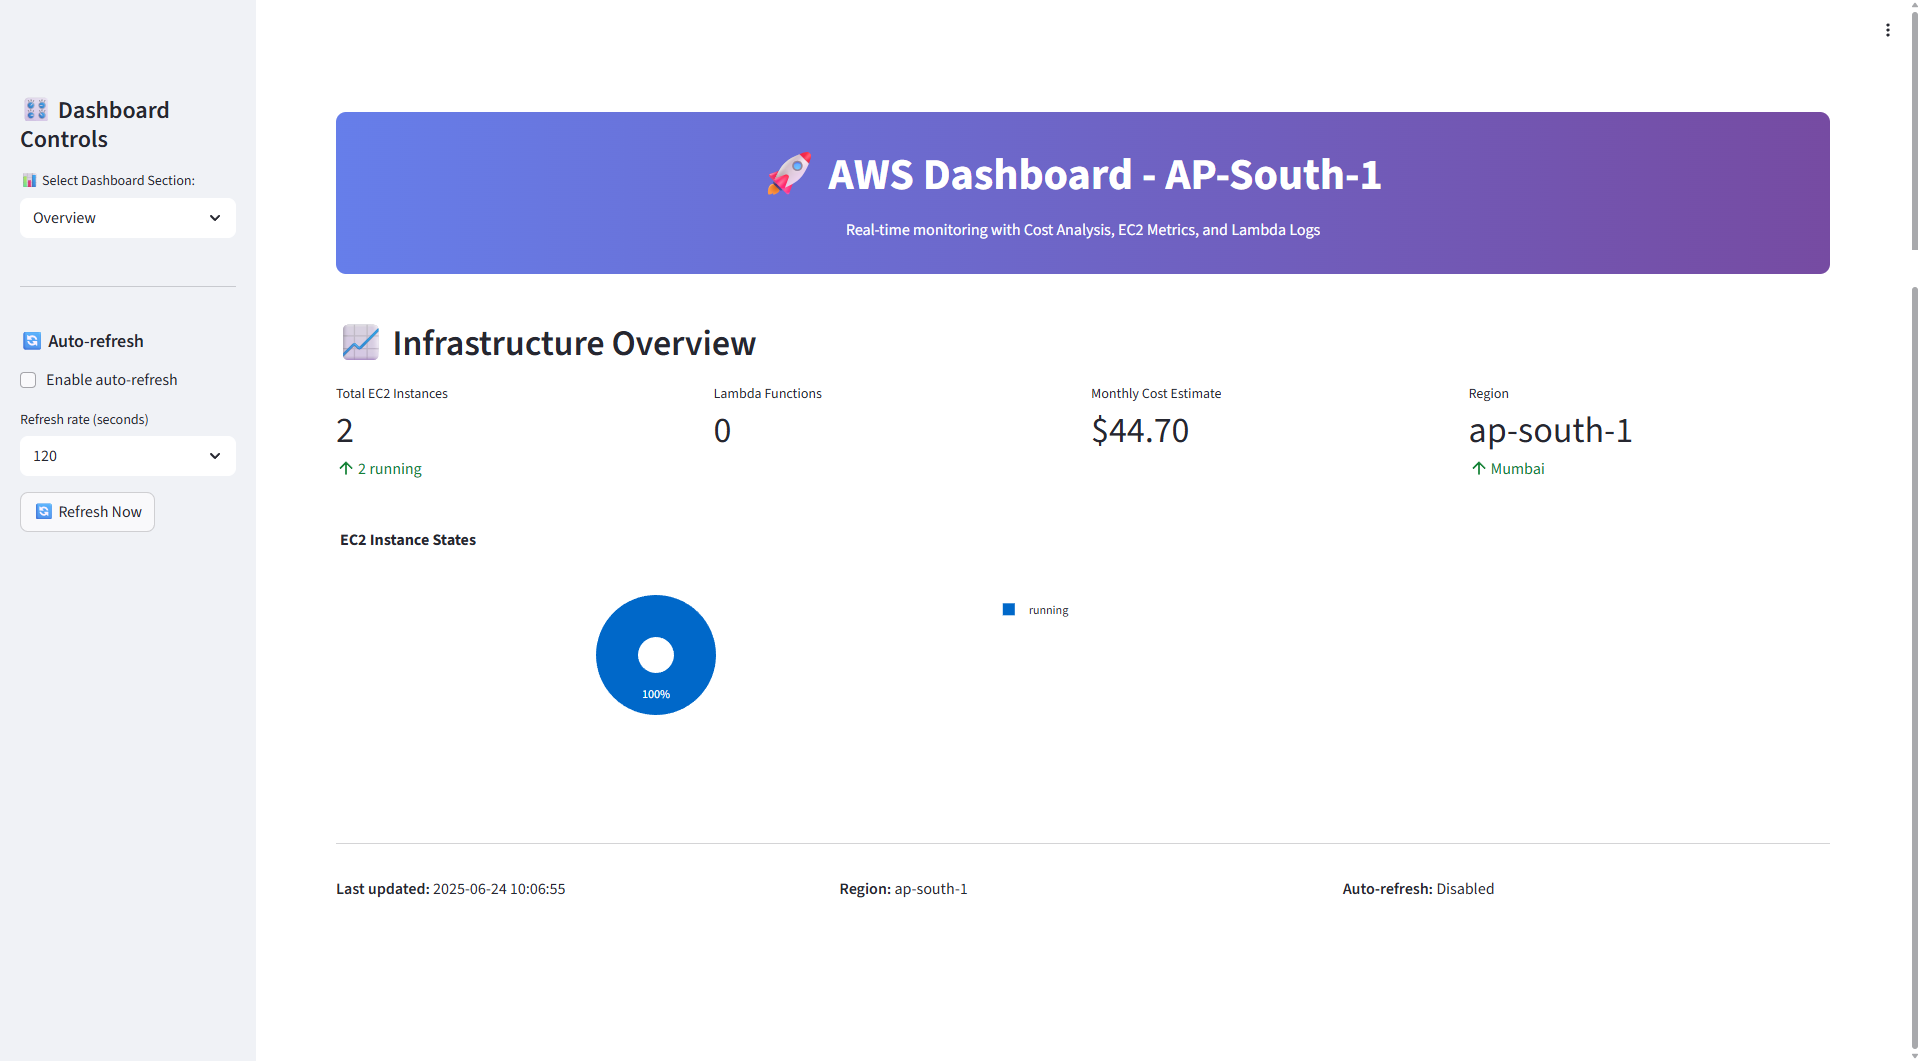 Dashboard
Controls
Select Dashboard Section:
Overview
Auto-refresh
Enable auto-refresh
Refresh rate (seconds)
120
Refresh Now
AWS Dashboard - AP-South-1
Real-time monitoring with Cost Analysis, EC2 Metrics, and Lambda Logs
Infrastructure Overview
Total EC2 Instances
2
2 running
Lambda Functions
0
Monthly Cost Estimate
$44.70
Region
ap-south-1
Mumbai
EC2 Instance States
100%
running
Last updated: 2025-06-24 10:06:55
Region: ap-south-1
Auto-refresh: Disabled